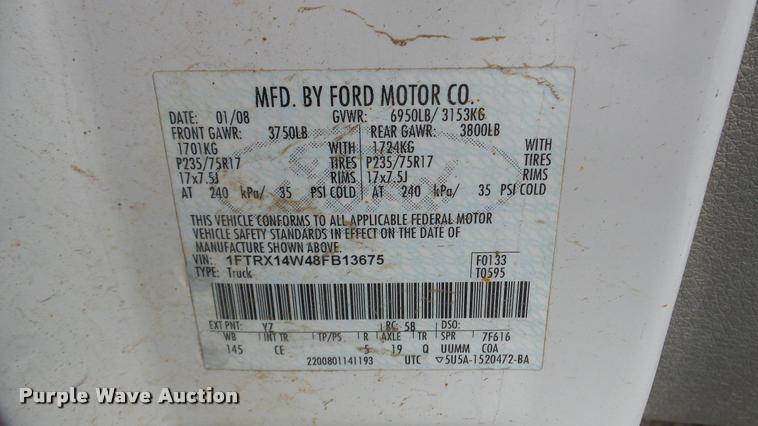 MFD. BY FORD MOTOR CO.
DATE: 01/08 GVWR: 6950LB/ 3153KG
FRONT GAWR: 3750LB REAR GAWR: 3800LB
1701KG WITH 1724KG WITH
P235/75R17 TIRES P235/75R17 TIRES
17x7.5J RIMS 17x7.5J RIMS
AT 240 kPa/ 35 PSI COLD AT 240 kPa/ 35 PSI COLD
THIS VEHICLE CONFORMS TO ALL APPLICABLE FEDERAL MOTOR
VEHICLE SAFETY STANDARDS IN EFFECT ON THE DATE OF
MANUFACTURE SHOWN ABOVE.
VIN: 1FTRX14W48FB13675 F0133
TYPE: Truck T0595
EXT PNT: YZ RC: 58 DSO:
WB INT TR TP/PS R AXLE TR SPR 7F616
145 CE 5 19 Q UUMM COA
2200801141193 UTC ▽5U5A-1520472-BA
Purple Wave Auction